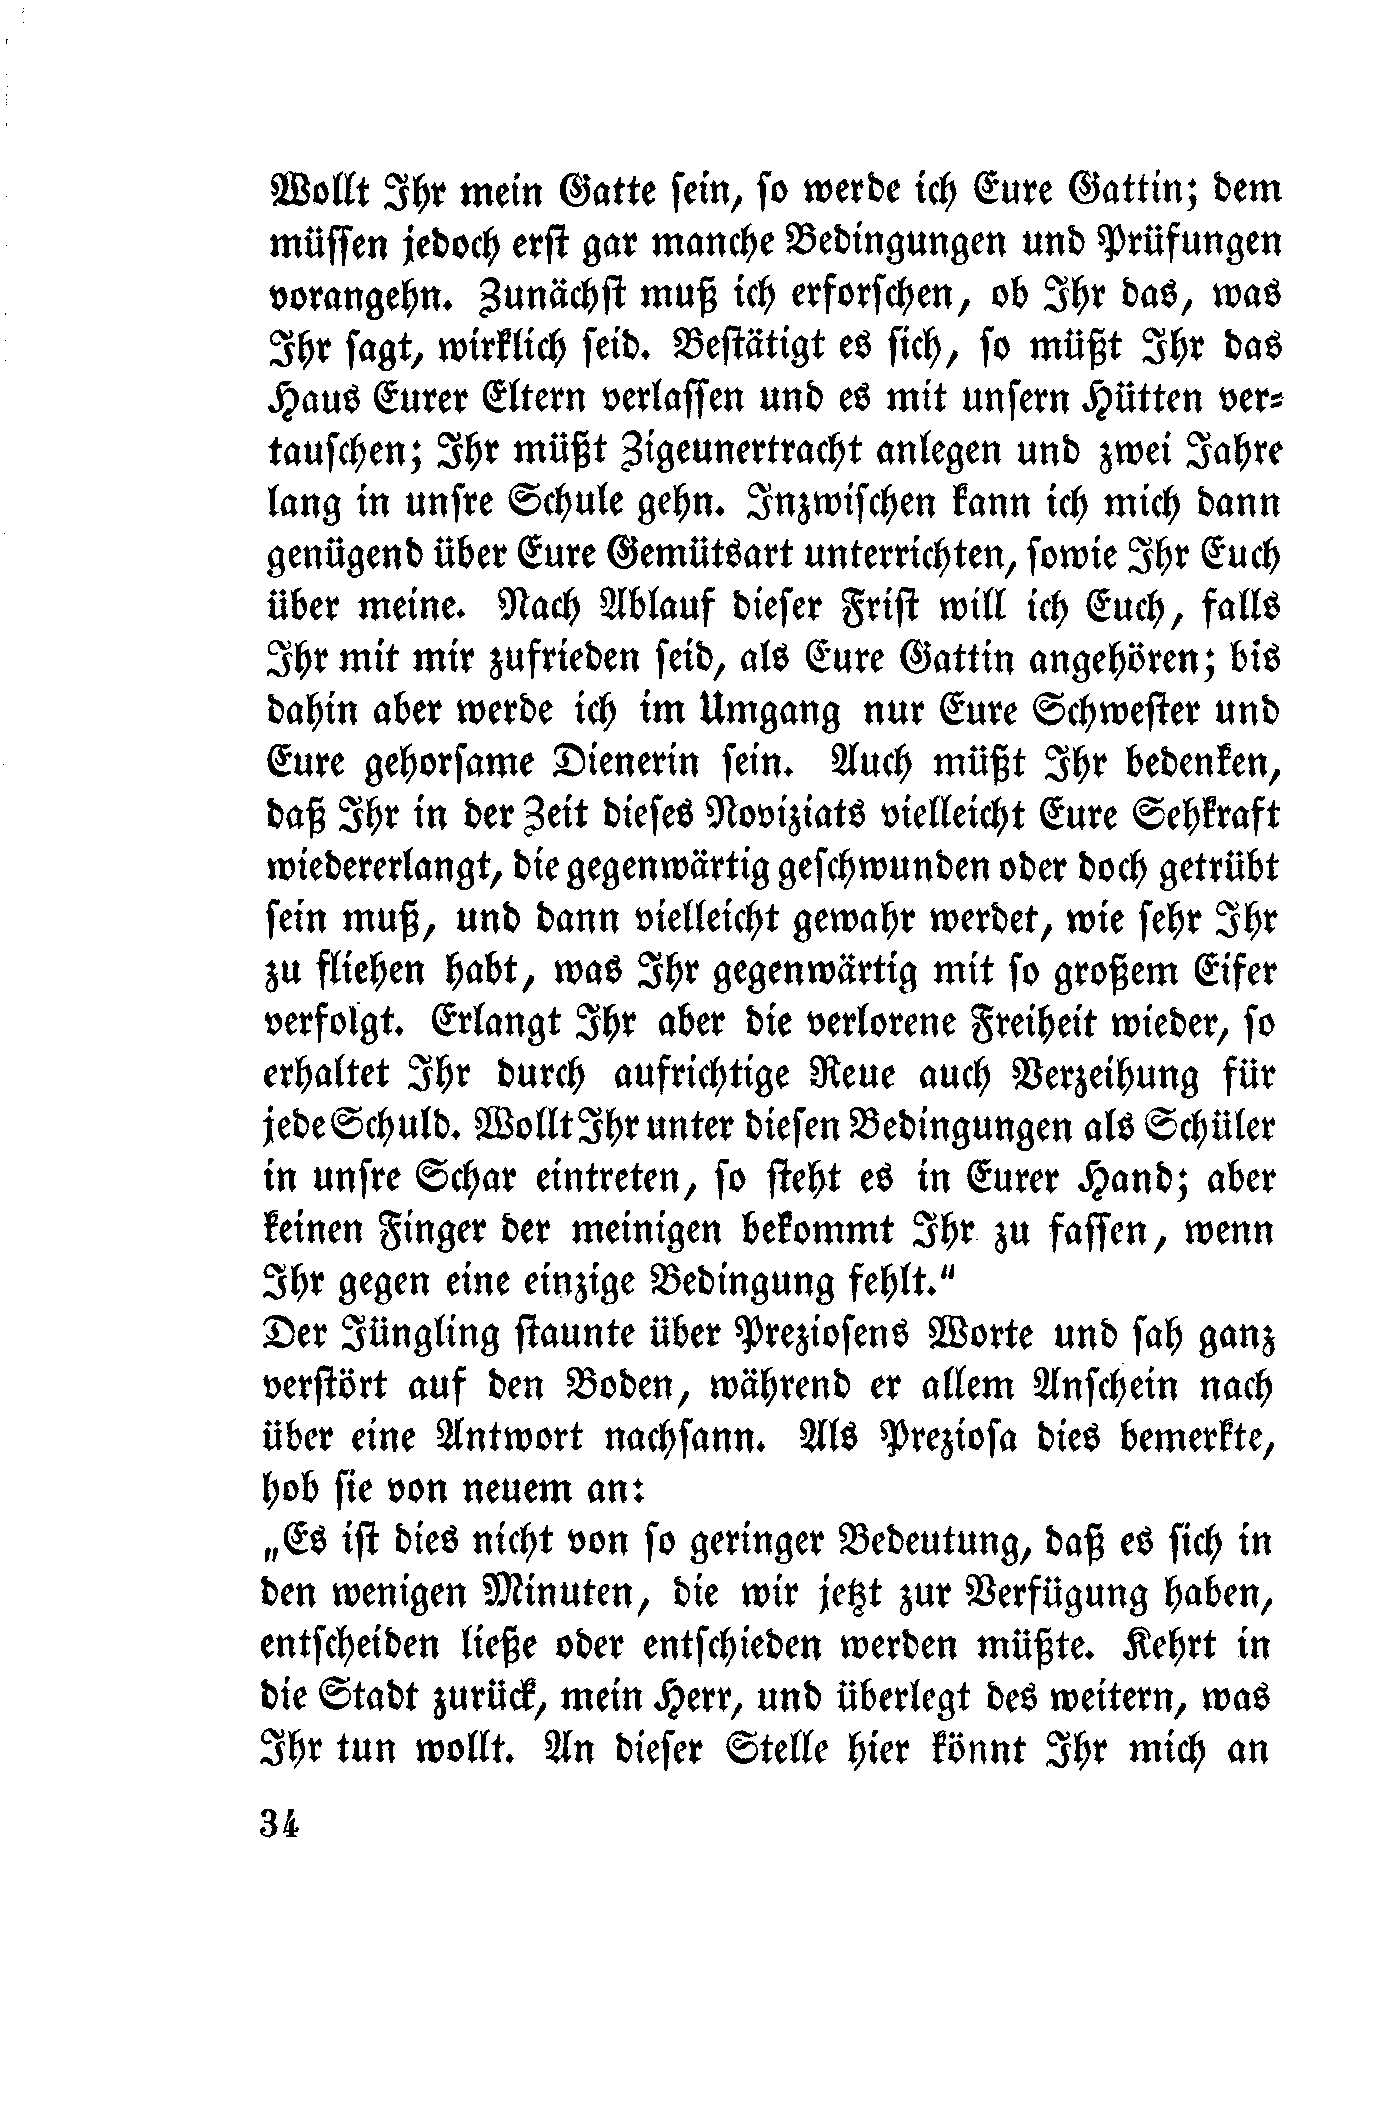 Wollt Ihr mein Gatte sein, so werde ich Eure Gattin; dem
müssen jedoch erst gar manche Bedingungen und Prüfungen
vorangehn. Zunächst muß ich erforschen, ob Ihr das, was
Ihr sagt, wirklich seid. Bestätigt es sich, so müßt Ihr das
Haus Eurer Eltern verlassen und es mit unsern Hütten ver-
tauschen; Ihr müßt Zigeunertracht anlegen und zwei Jahre
lang in unsre Schule gehn. Inzwischen kann ich mich dann
genügend über Eure Gemütsart unterrichten, sowie Ihr Euch
über meine. Nach Ablauf dieser Frist will ich Euch, falls
Ihr mit mir zufrieden seid, als Eure Gattin angehören; bis
dahin aber werde ich im Umgang nur Eure Schwester und
Eure gehorsame Dienerin sein. Auch müßt Ihr bedenken,
daß Ihr in der Zeit dieses Noviziats vielleicht Eure Sehkraft
wiedererlangt, die gegenwärtig geschwunden oder doch getrübt
sein muß, und dann vielleicht gewahr werdet, wie sehr Ihr
zu fliehen habt, was Ihr gegenwärtig mit so großem Eifer
verfolgt. Erlangt Ihr aber die verlorene Freiheit wieder, so
erhaltet Ihr durch aufrichtige Reue auch Verzeihung für
jede Schuld. Wollt Ihr unter diesen Bedingungen als Schüler
in unsre Schar eintreten, so steht es in Eurer Hand; aber
keinen Finger der meinigen bekommt Ihr zu fassen, wenn
Ihr gegen eine einzige Bedingung fehlt.“
Der Jüngling staunte über Preziosens Worte und sah ganz
verstört auf den Boden, während er allem Anschein nach
über eine Antwort nachsann. Als Preziosa dies bemerkte,
hob sie von neuem an:
„Es ist dies nicht von so geringer Bedeutung, daß es sich in
den wenigen Minuten, die wir jetzt zur Verfügung haben,
entscheiden ließe oder entschieden werden müßte. Kehrt in
die Stadt zurück, mein Herr, und überlegt des weitern, was
Ihr tun wollt. An dieser Stelle hier könnt Ihr mich an
34